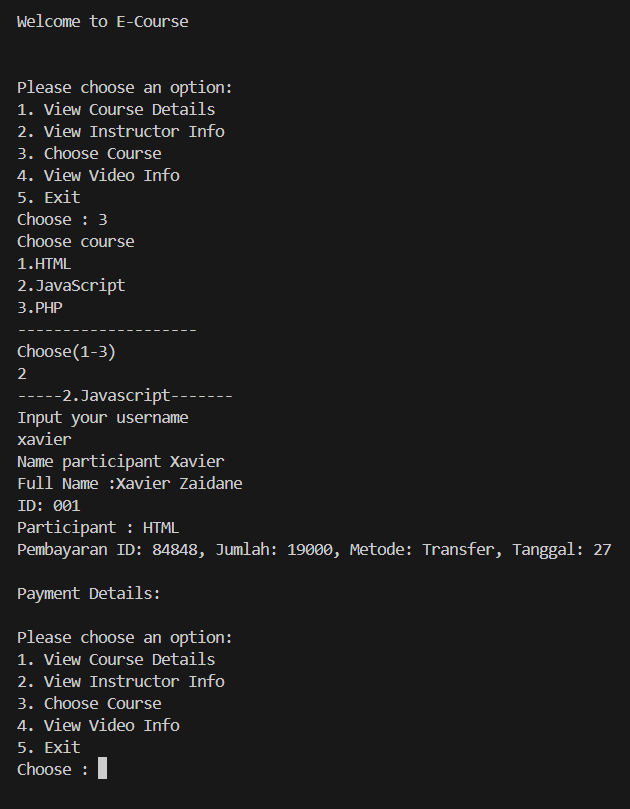 Welcome to E-Course
Please choose an option:
1. View Course Details
2. View Instructor Info
3. Choose Course
4. View Video Info
5. Exit
Choose : 3
Choose course
1.HTML
2.JavaScript
3.PHP
--------------------
Choose(1-3)
2
-----2.Javascript-------
Input your username
xavier
Name participant Xavier
Full Name :Xavier Zaidane
ID: 001
Participant : HTML
Pembayaran ID: 84848, Jumlah: 19000, Metode: Transfer, Tanggal: 27
Payment Details:
Please choose an option:
1. View Course Details
2. View Instructor Info
3. Choose Course
4. View Video Info
5. Exit
Choose :